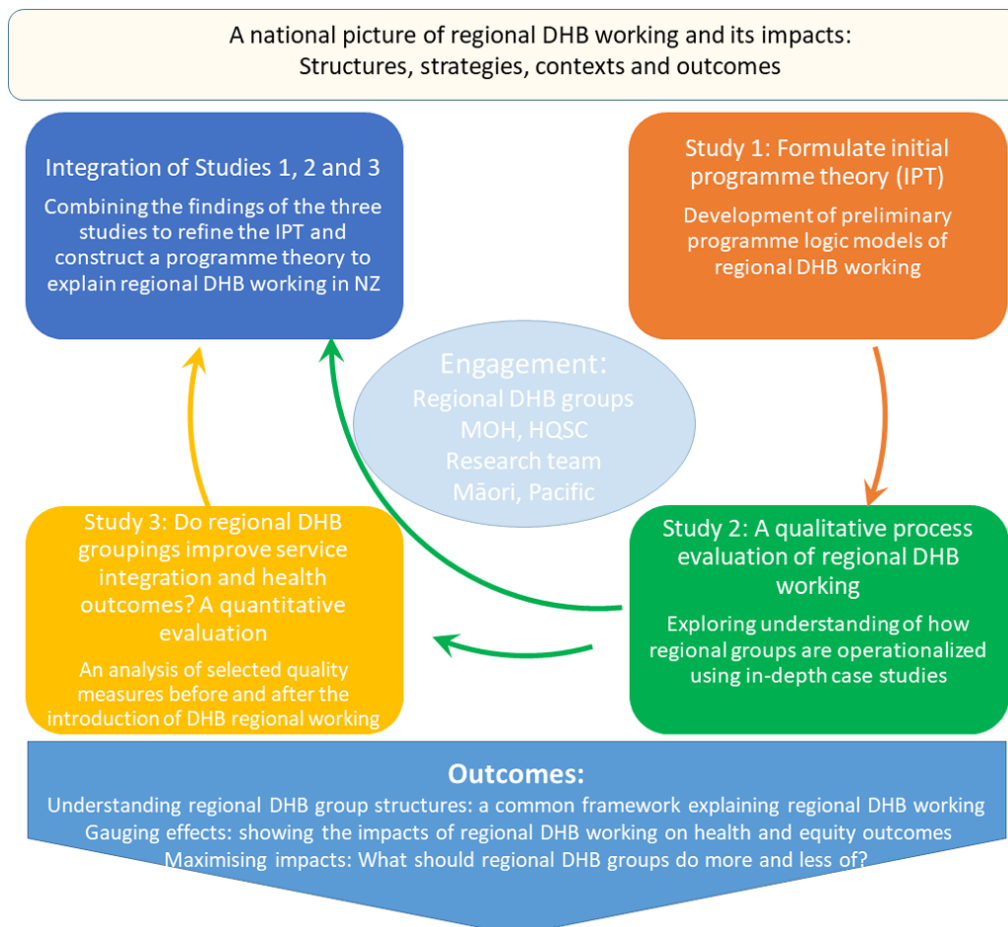 A national picture of regional DHB working and its impacts:
Structures, strategies, contexts and outcomes
Integration of Studies 1, 2 and 3
Combining the findings of the three
studies to refine the IPT and
construct a programme theory to
explain regional DHB working in NZ
Study 1: Formulate initial
programme theory (IPT)
Development of preliminary
programme logic models of
regional DHB working
Engagement:
Regional DHB groups
MOH, HQSC
Research team
Māori, Pacific
Study 3: Do regional DHB
groupings improve service
integration and health
outcomes? A quantitative
evaluation
An analysis of selected quality
measures before and after the
introduction of DHB regional working
Study 2: A qualitative process
evaluation of regional DHB
working
Exploring understanding of how
regional groups are operationalized
using in-depth case studies
Outcomes:
Understanding regional DHB group structures: a common framework explaining regional DHB working
Gauging effects: showing the impacts of regional DHB working on health and equity outcomes
Maximising impacts: What should regional DHB groups do more and less of?